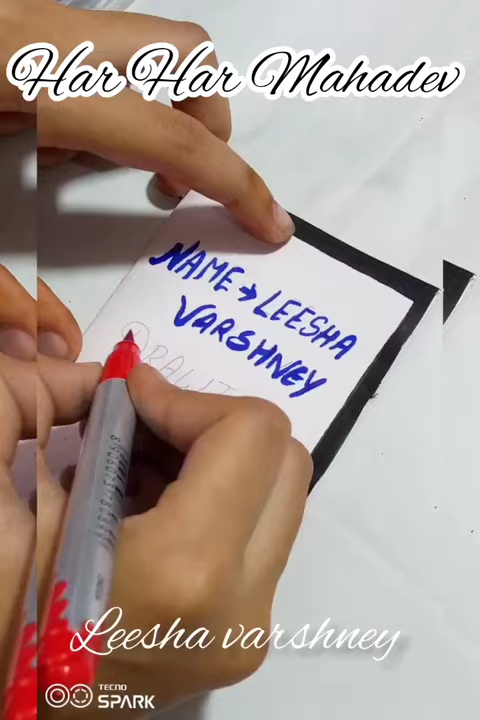 Har Har Mahadev
NAME → LEESHA
VARSHNEY
Leesha varshney
TECNO
SPARK